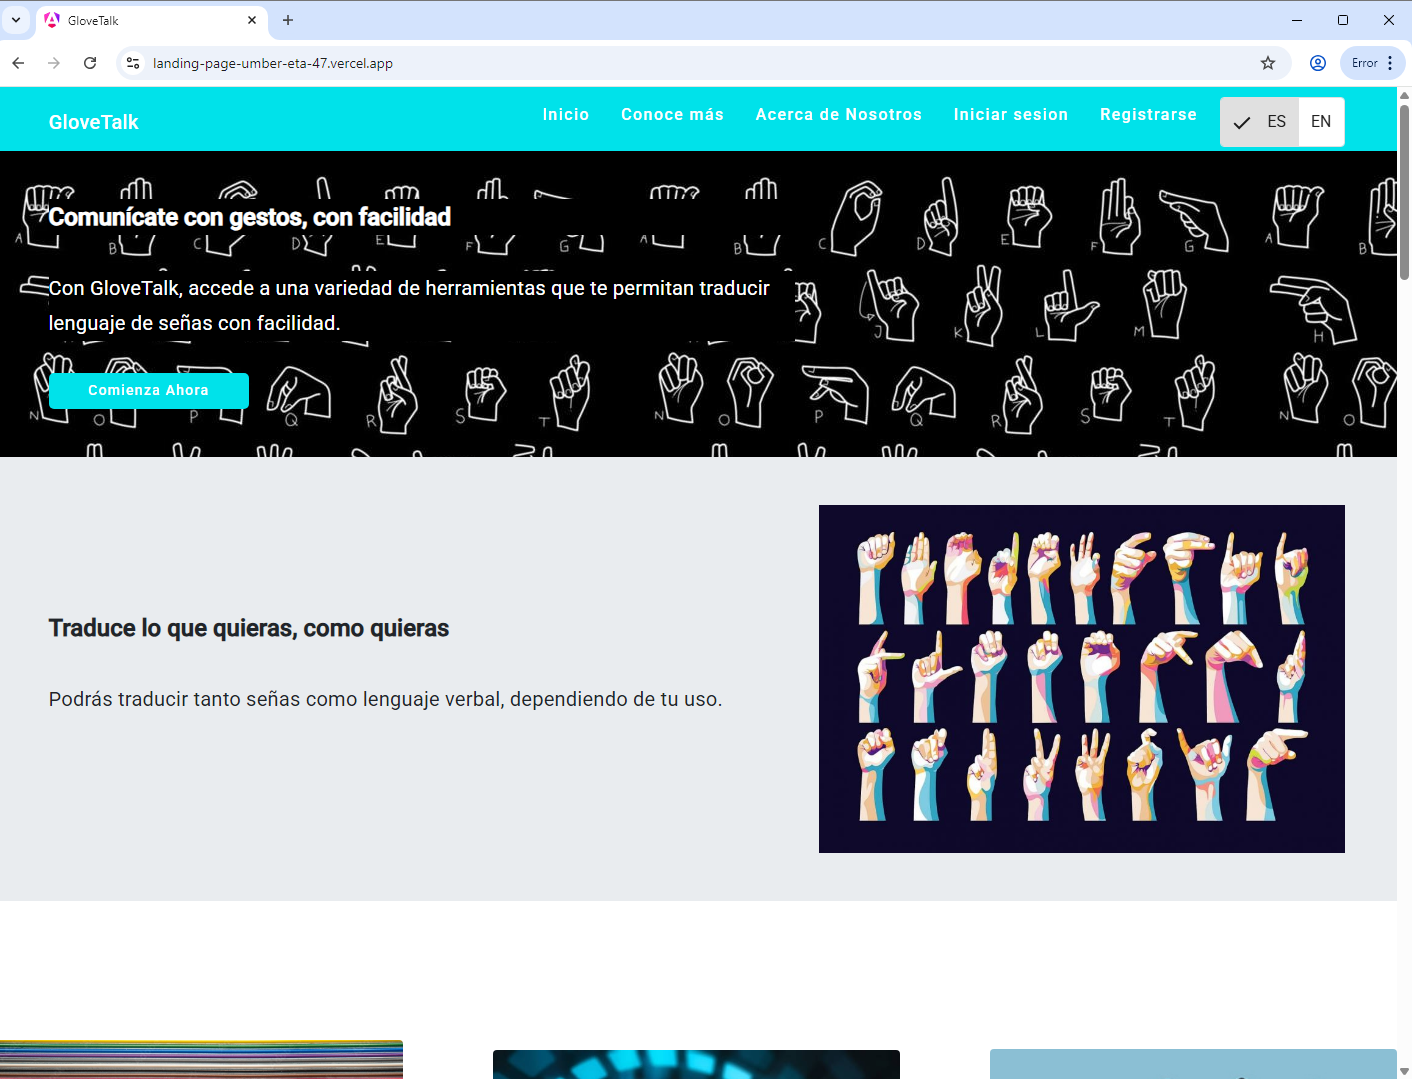 GloveTalk
landing-page-umber-eta-47.vercel.app
Error
GloveTalk
Inicio
Conoce más
Acerca de Nosotros
Iniciar sesion
Registrarse
ES
EN
Comunícate con gestos, con facilidad
A B C D E F G A B C D E F G A B
Con GloveTalk, accede a una variedad de herramientas que te permitan traducir
lenguaje de señas con facilidad.
J K L M H
Comienza Ahora
N O P Q R S T N O P Q R S T N O
Traduce lo que quieras, como quieras
Podrás traducir tanto señas como lenguaje verbal, dependiendo de tu uso.